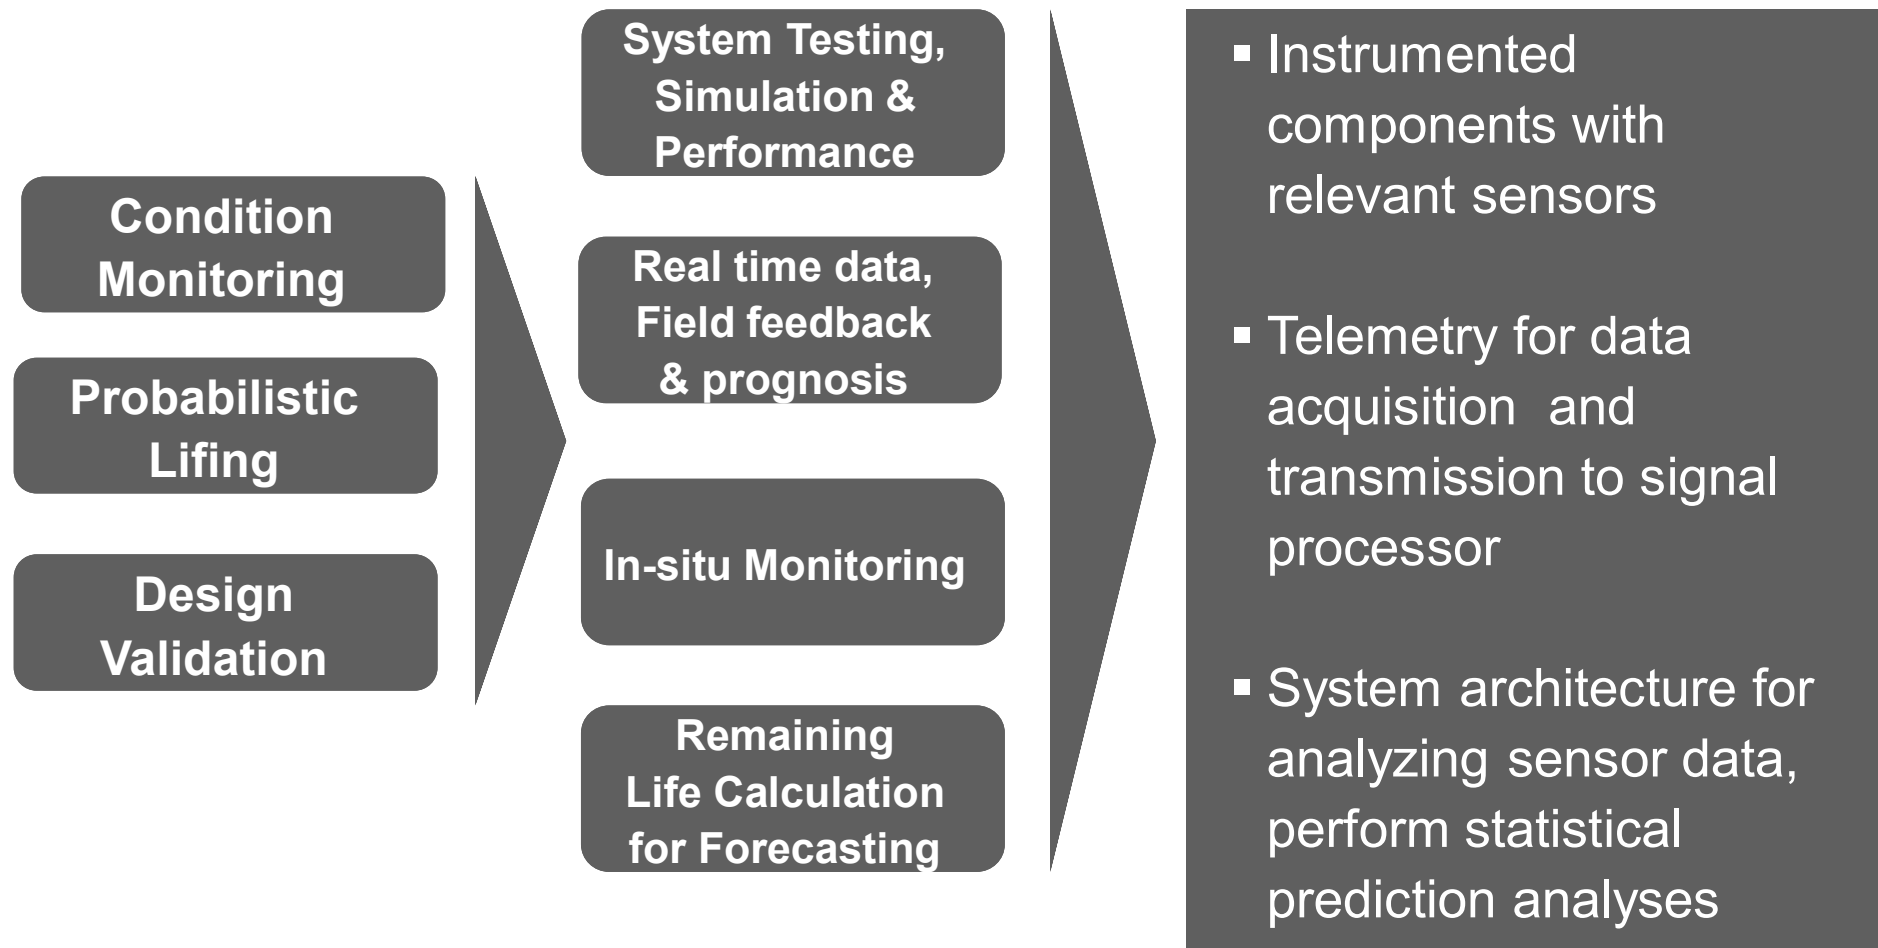 Condition
Monitoring
Probabilistic
Lifing
Design
Validation
System Testing,
Simulation &
Performance
Real time data,
Field feedback
& prognosis
In-situ Monitoring
Remaining
Life Calculation
for Forecasting
▪ Instrumented
components with
relevant sensors
▪ Telemetry for data
acquisition  and
transmission to signal
processor
▪ System architecture for
analyzing sensor data,
perform statistical
prediction analyses